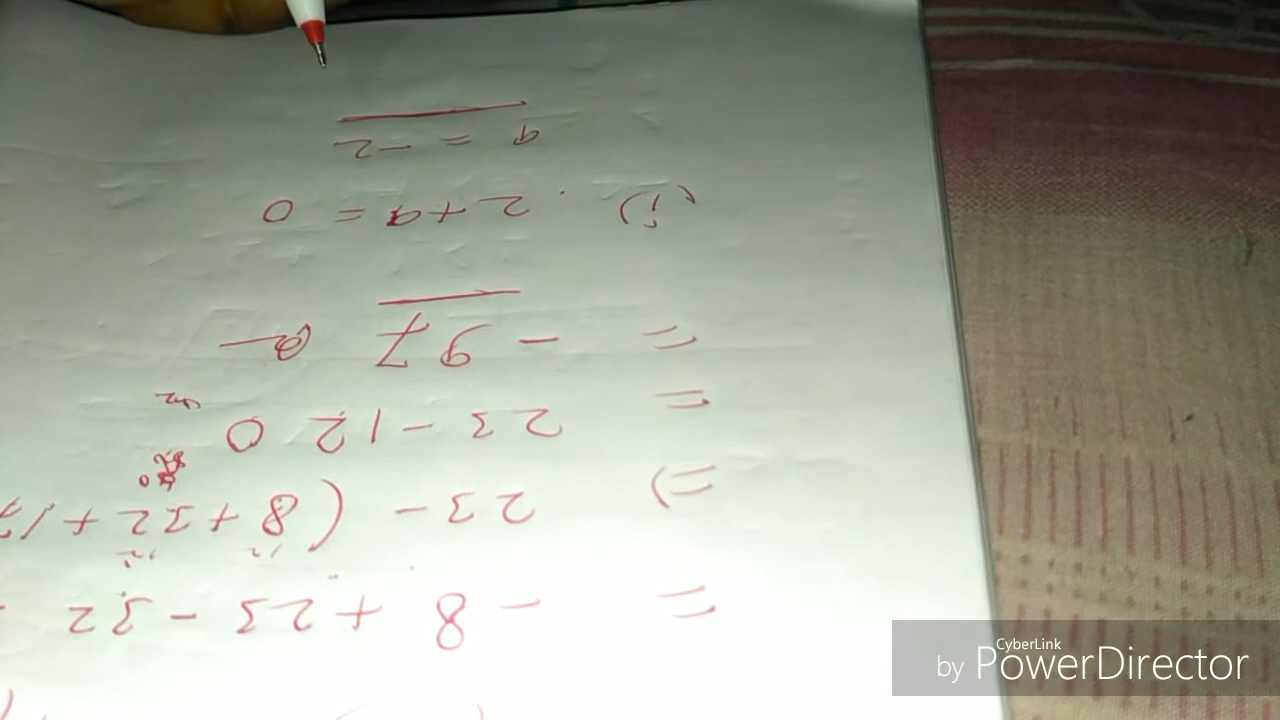 = - 8 + 23 - 32 -
=) 23 - (8 + 32 +
= 23 - 120
= - 97
(i) 2 + a = 0
a = -2
CyberLink
by PowerDirector